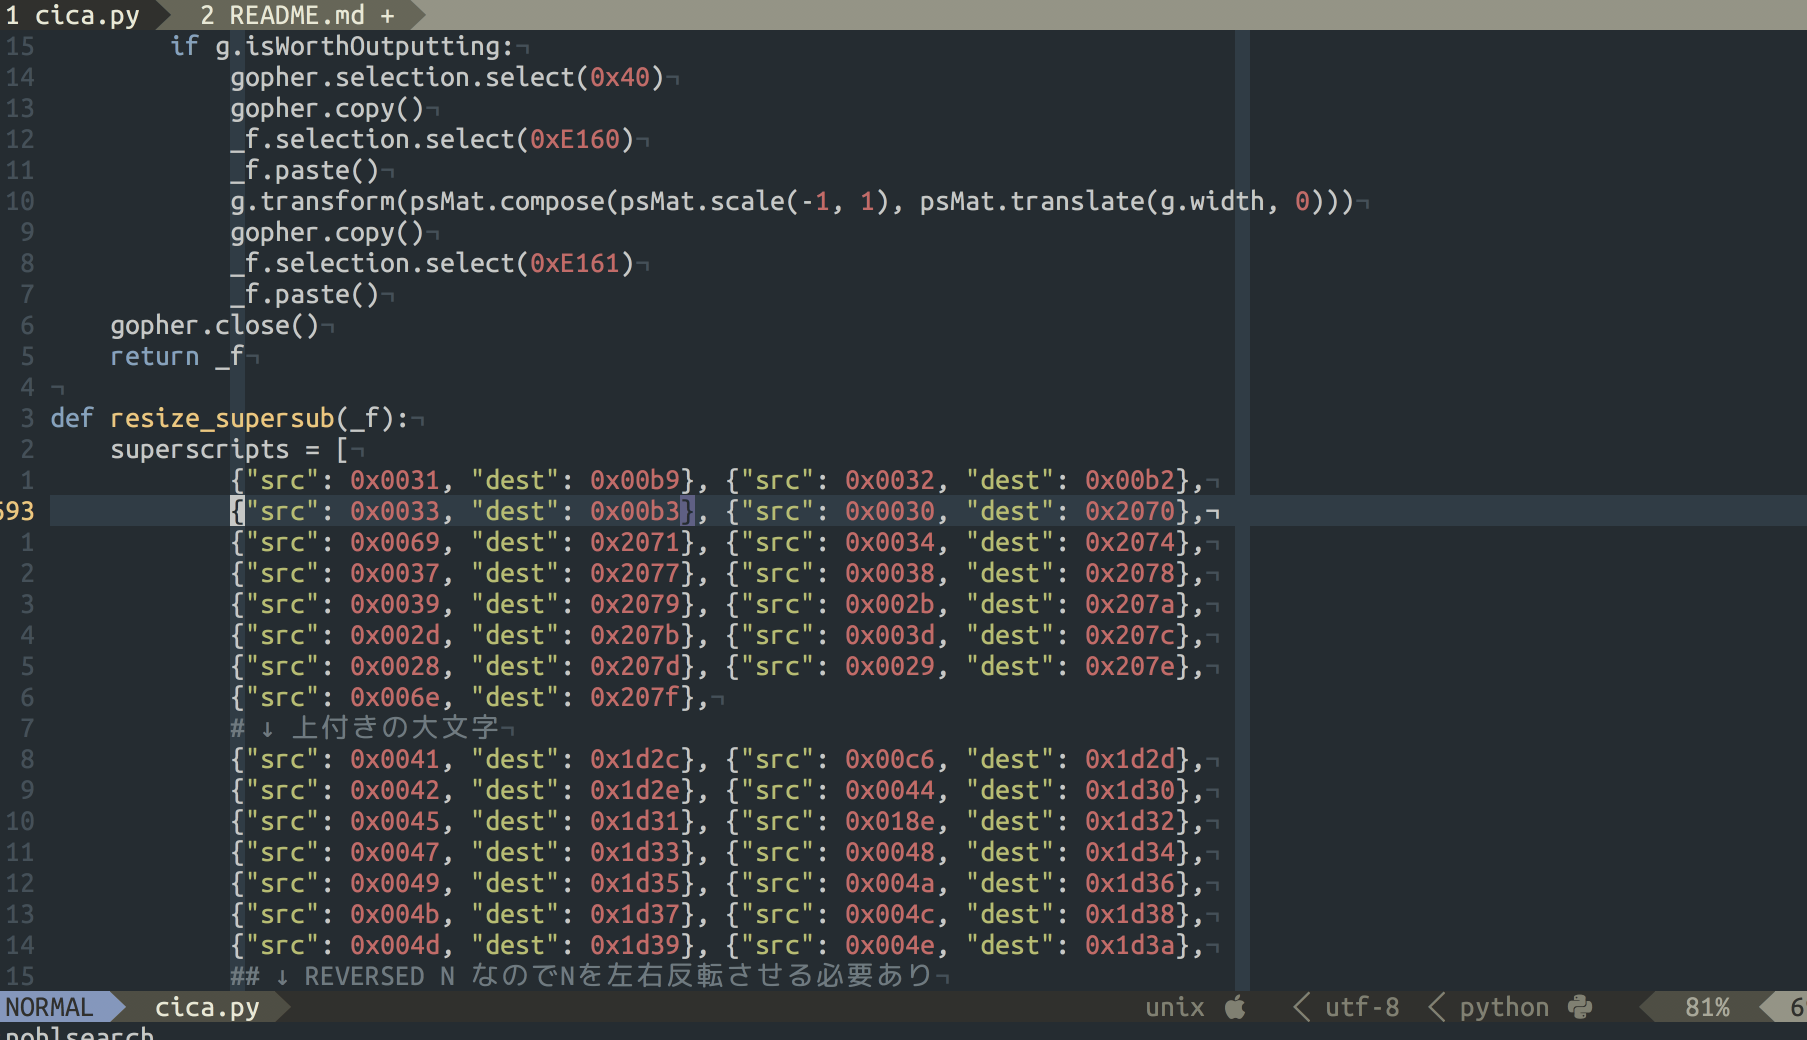 1 cica.py 2 README.md +
15 if g.isWorthOutputting:¬
14 gopher.selection.select(0x40)¬
13 gopher.copy()¬
12 _f.selection.select(0xE160)¬
11 _f.paste()¬
10 g.transform(psMat.compose(psMat.scale(-1, 1), psMat.translate(g.width, 0)))¬
9 gopher.copy()¬
8 _f.selection.select(0xE161)¬
7 _f.paste()¬
6 gopher.close()¬
5 return _f¬
4 ¬
3 def resize_supersub(_f):¬
2 superscripts = [¬
1 {"src": 0x0031, "dest": 0x00b9}, {"src": 0x0032, "dest": 0x00b2},¬
693 {"src": 0x0033, "dest": 0x00b3}, {"src": 0x0030, "dest": 0x2070},¬
1 {"src": 0x0069, "dest": 0x2071}, {"src": 0x0034, "dest": 0x2074},¬
2 {"src": 0x0037, "dest": 0x2077}, {"src": 0x0038, "dest": 0x2078},¬
3 {"src": 0x0039, "dest": 0x2079}, {"src": 0x002b, "dest": 0x207a},¬
4 {"src": 0x002d, "dest": 0x207b}, {"src": 0x003d, "dest": 0x207c},¬
5 {"src": 0x0028, "dest": 0x207d}, {"src": 0x0029, "dest": 0x207e},¬
6 {"src": 0x006e, "dest": 0x207f},¬
7 # ↓ 上付きの大文字¬
8 {"src": 0x0041, "dest": 0x1d2c}, {"src": 0x00c6, "dest": 0x1d2d},¬
9 {"src": 0x0042, "dest": 0x1d2e}, {"src": 0x0044, "dest": 0x1d30},¬
10 {"src": 0x0045, "dest": 0x1d31}, {"src": 0x018e, "dest": 0x1d32},¬
11 {"src": 0x0047, "dest": 0x1d33}, {"src": 0x0048, "dest": 0x1d34},¬
12 {"src": 0x0049, "dest": 0x1d35}, {"src": 0x004a, "dest": 0x1d36},¬
13 {"src": 0x004b, "dest": 0x1d37}, {"src": 0x004c, "dest": 0x1d38},¬
14 {"src": 0x004d, "dest": 0x1d39}, {"src": 0x004e, "dest": 0x1d3a},¬
15 ## ↓ REVERSED N なのでNを左右反転させる必要あり¬
NORMAL cica.py unix utf-8 python 81% 6
nohlsearch